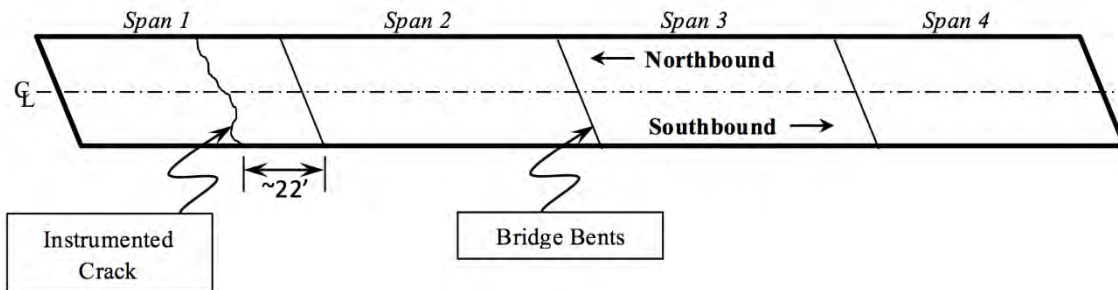 Span 1 Span 2 Span 3 Span 4
← Northbound
℄
Southbound →
~22'
Instrumented
Crack
Bridge Bents